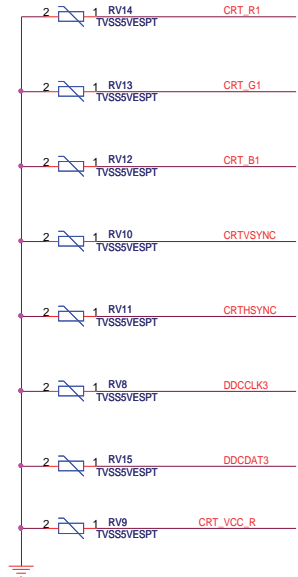 2 1 RV14 CRT_R1
TVSS5VESPT
2 1 RV13 CRT_G1
TVSS5VESPT
2 1 RV12 CRT_B1
TVSS5VESPT
2 1 RV10 CRTVSYNC
TVSS5VESPT
2 1 RV11 CRTHSYNC
TVSS5VESPT
2 1 RV8 DDCCLK3
TVSS5VESPT
2 1 RV15 DDCDAT3
TVSS5VESPT
2 1 RV9 CRT_VCC_R
TVSS5VESPT